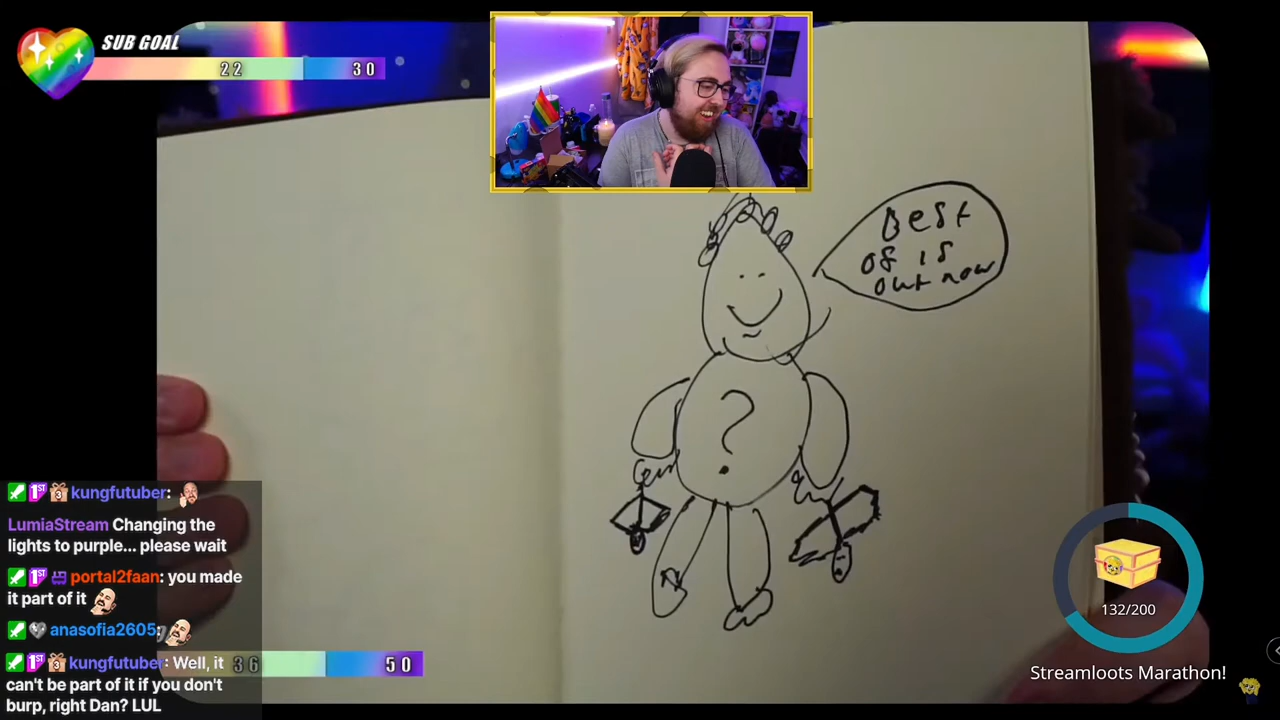 SUB GOAL
22 30
Best
of is
out now
?
kungfutuber:
LumiaStream Changing the
lights to purple... please wait
portal2faan: you made
it part of it
anasofia2605:
kungfutuber: Well, it
can't be part of it if you don't
burp, right Dan? LUL
36 50
132/200
Streamloots Marathon!